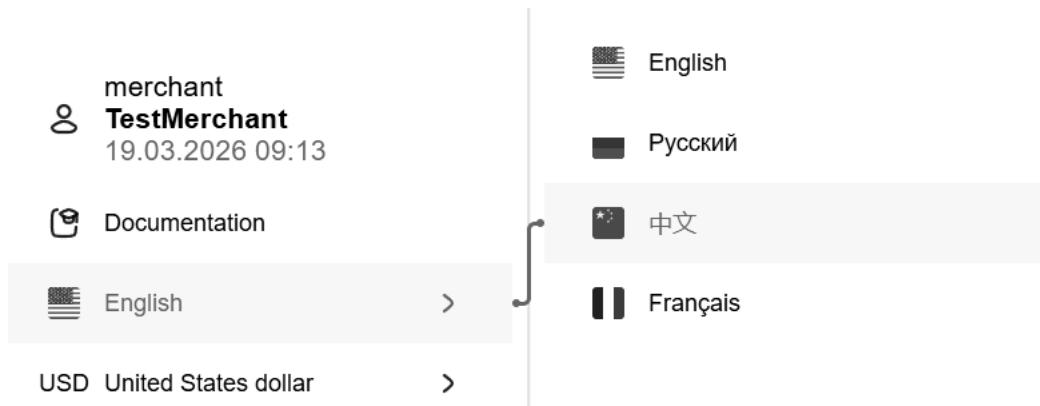 merchant
TestMerchant
19.03.2026 09:13
Documentation
English
USD United States dollar
English
Русский
中文
Français